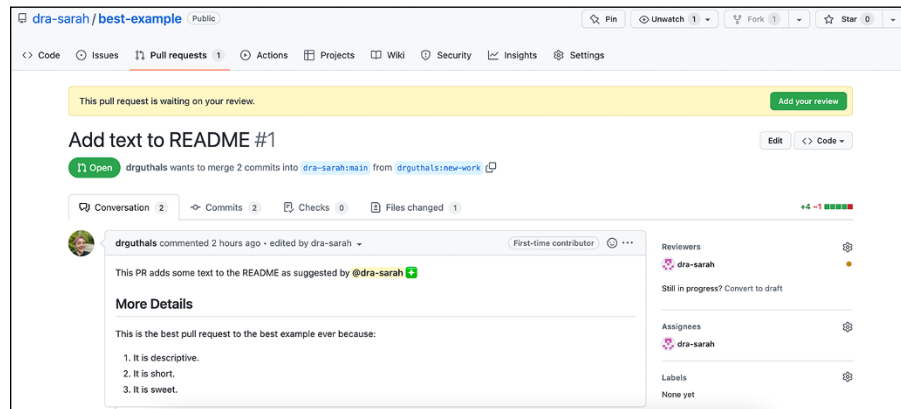 dra-sarah / best-example Public Pin Unwatch 1 Fork 1 Star 0
<> Code Issues Pull requests 1 Actions Projects Wiki Security Insights Settings
This pull request is waiting on your review. Add your review
Add text to README #1 Edit <> Code
Open drguthals wants to merge 2 commits into dra-sarah:main from drguthals:new-work
Conversation 2 Commits 2 Checks 0 Files changed 1 +4 −1
drguthals commented 2 hours ago • edited by dra-sarah First-time contributor
This PR adds some text to the README as suggested by @dra-sarah
More Details
This is the best pull request to the best example ever because:
1. It is descriptive.
2. It is short.
3. It is sweet.
Reviewers
dra-sarah
Still in progress? Convert to draft
Assignees
dra-sarah
Labels
None yet